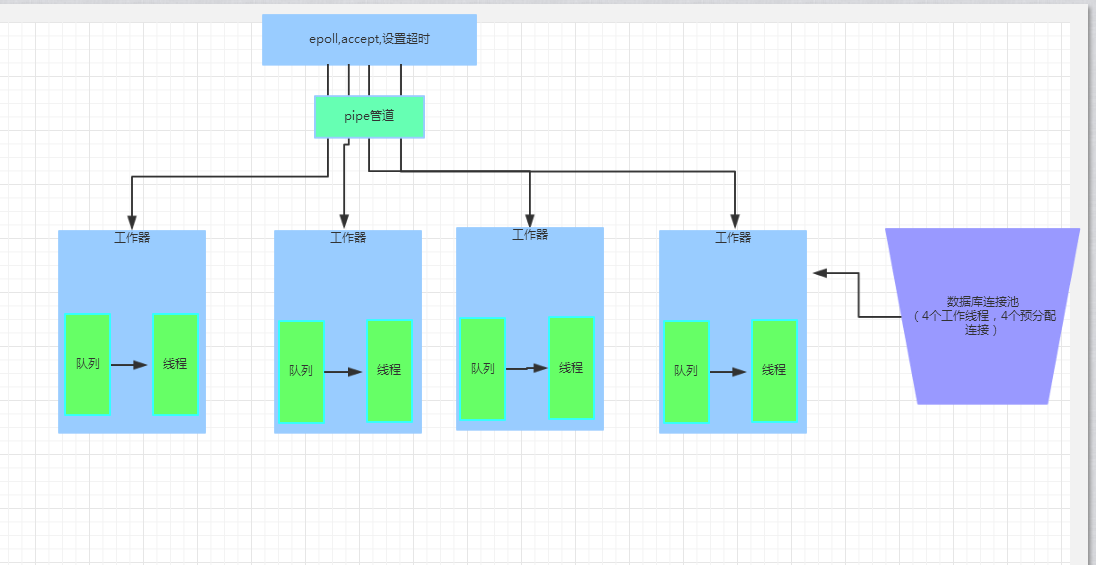 epoll,accept,设置超时
pipe管道
工作器
工作器
工作器
工作器
队列
线程
队列
线程
队列
线程
队列
线程
数据库连接池
（4个工作线程，4个预分配
连接）